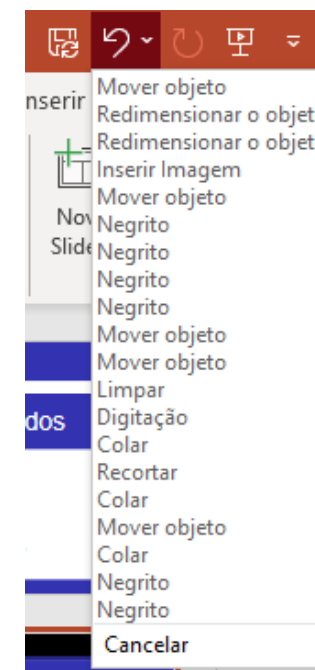 nserir
Nov
Slide
dos
Mover objeto
Redimensionar o objet
Redimensionar o objet
Inserir Imagem
Mover objeto
Negrito
Negrito
Negrito
Negrito
Mover objeto
Mover objeto
Limpar
Digitação
Colar
Recortar
Colar
Mover objeto
Colar
Negrito
Negrito
Cancelar